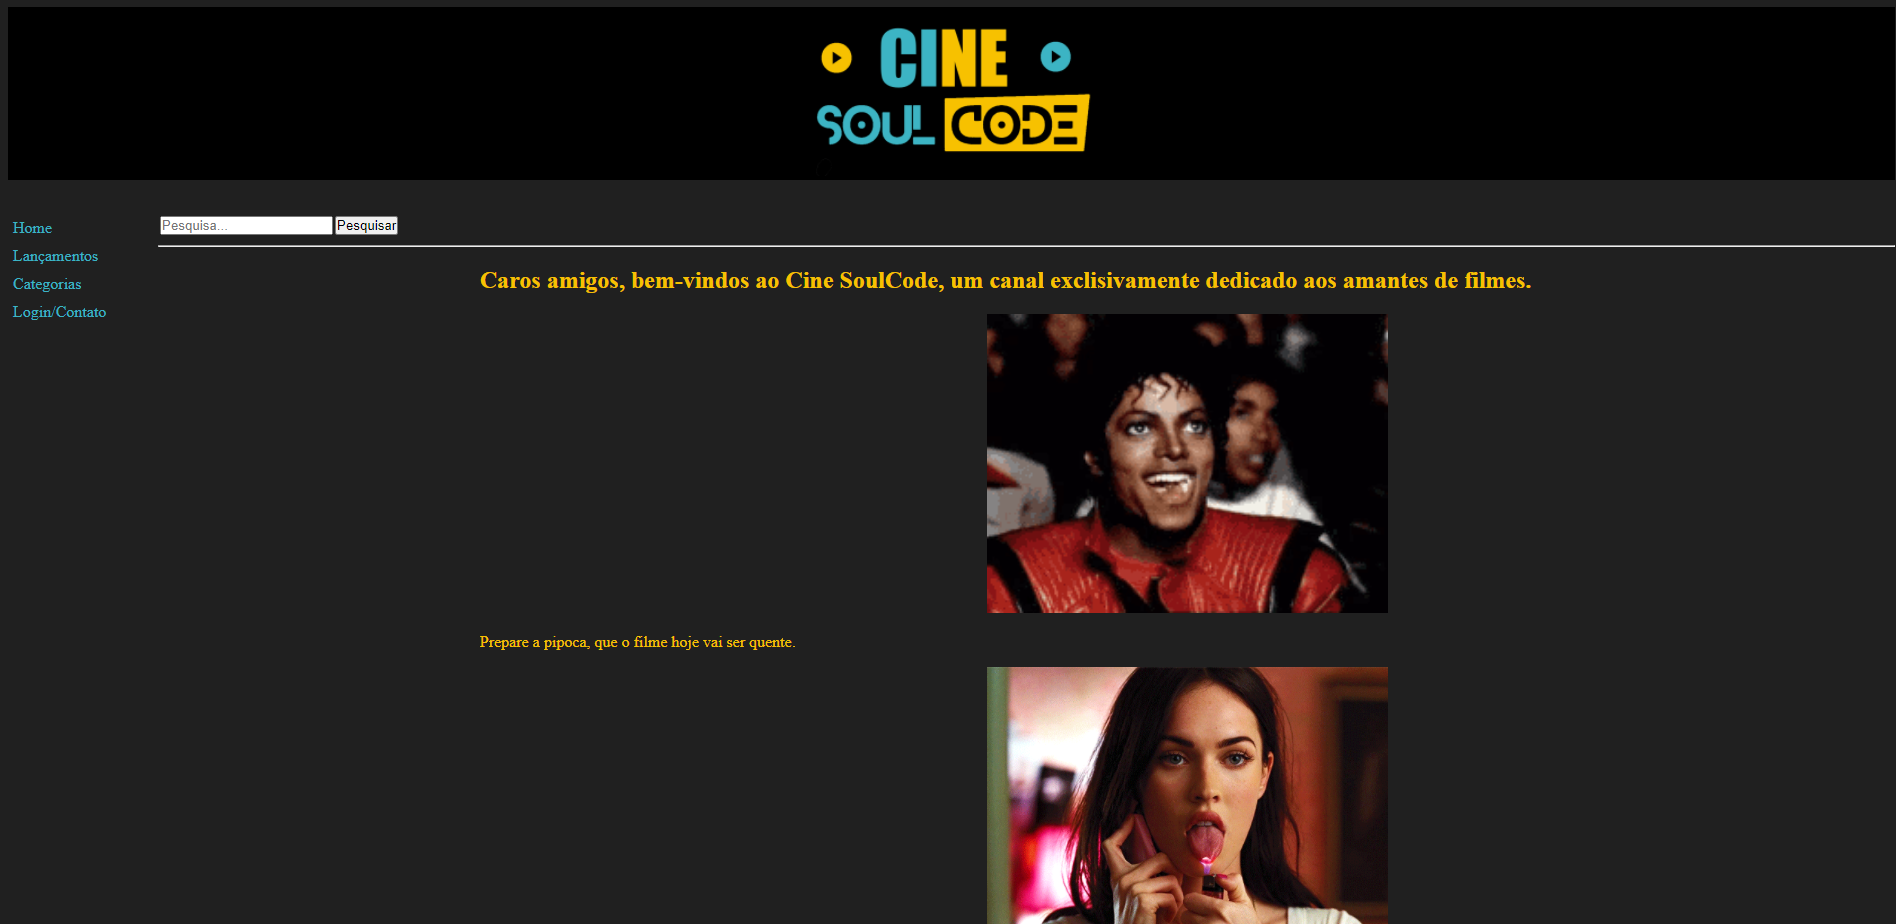 CINE
SOUL CODE
Home
Lançamentos
Categorias
Login/Contato
Pesquisa...
Pesquisar
Caros amigos, bem-vindos ao Cine SoulCode, um canal exclisivamente dedicado aos amantes de filmes.
Prepare a pipoca, que o filme hoje vai ser quente.